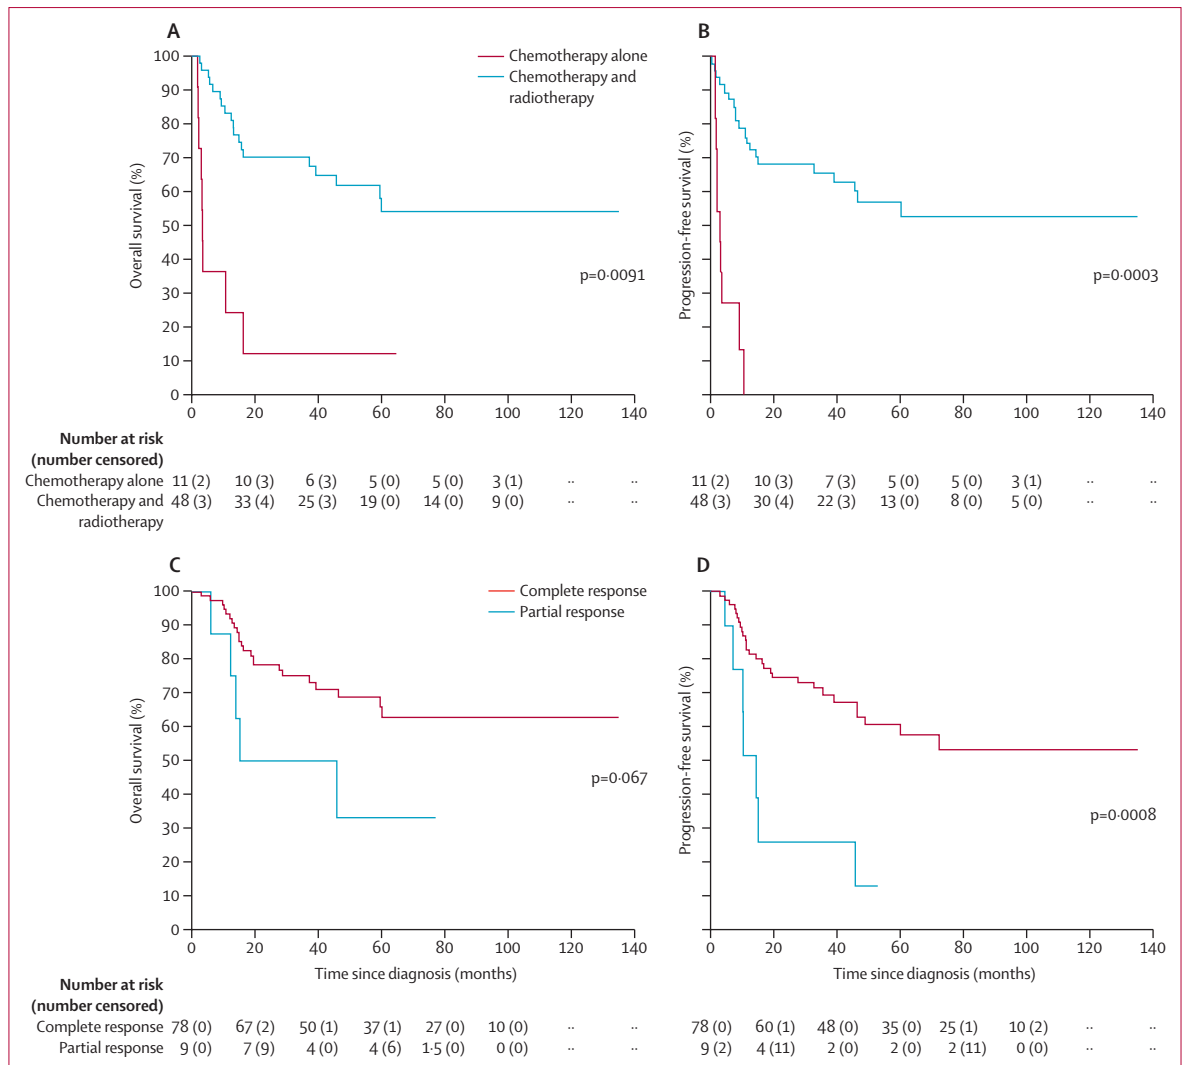 A
B
100
90
80
70
60
50
40
30
20
10
0
Overall survival (%)
Chemotherapy alone
Chemotherapy and
radiotherapy
p=0·0091
0 20 40 60 80 100 120 140
Progression-free survival (%)
p=0·0003
0 20 40 60 80 100 120 140
Number at risk
(number censored)
Chemotherapy alone 11 (2) 10 (3) 6 (3) 5 (0) 5 (0) 3 (1) ·· ·· 11 (2) 10 (3) 7 (3) 5 (0) 5 (0) 3 (1) ·· ··
Chemotherapy and 48 (3) 33 (4) 25 (3) 19 (0) 14 (0) 9 (0) 48 (3) 30 (4) 22 (3) 13 (0) 8 (0) 5 (0) ·· ··
radiotherapy ·· ··
C
D
100
90
80
70
60
50
40
30
20
10
0
Overall survival (%)
Complete response
Partial response
p=0·067
0 20 40 60 80 100 120 140
Time since diagnosis (months)
Progression-free survival (%)
p=0·0008
0 20 40 60 80 100 120 140
Time since diagnosis (months)
Number at risk
(number censored)
Complete response 78 (0) 67 (2) 50 (1) 37 (1) 27 (0) 10 (0) ·· ·· 78 (0) 60 (1) 48 (0) 35 (0) 25 (1) 10 (2) ·· ··
Partial response 9 (0) 7 (9) 4 (0) 4 (6) 1·5 (0) 0 (0) ·· ·· 9 (2) 4 (11) 2 (0) 2 (0) 2 (11) 0 (0) ·· ··